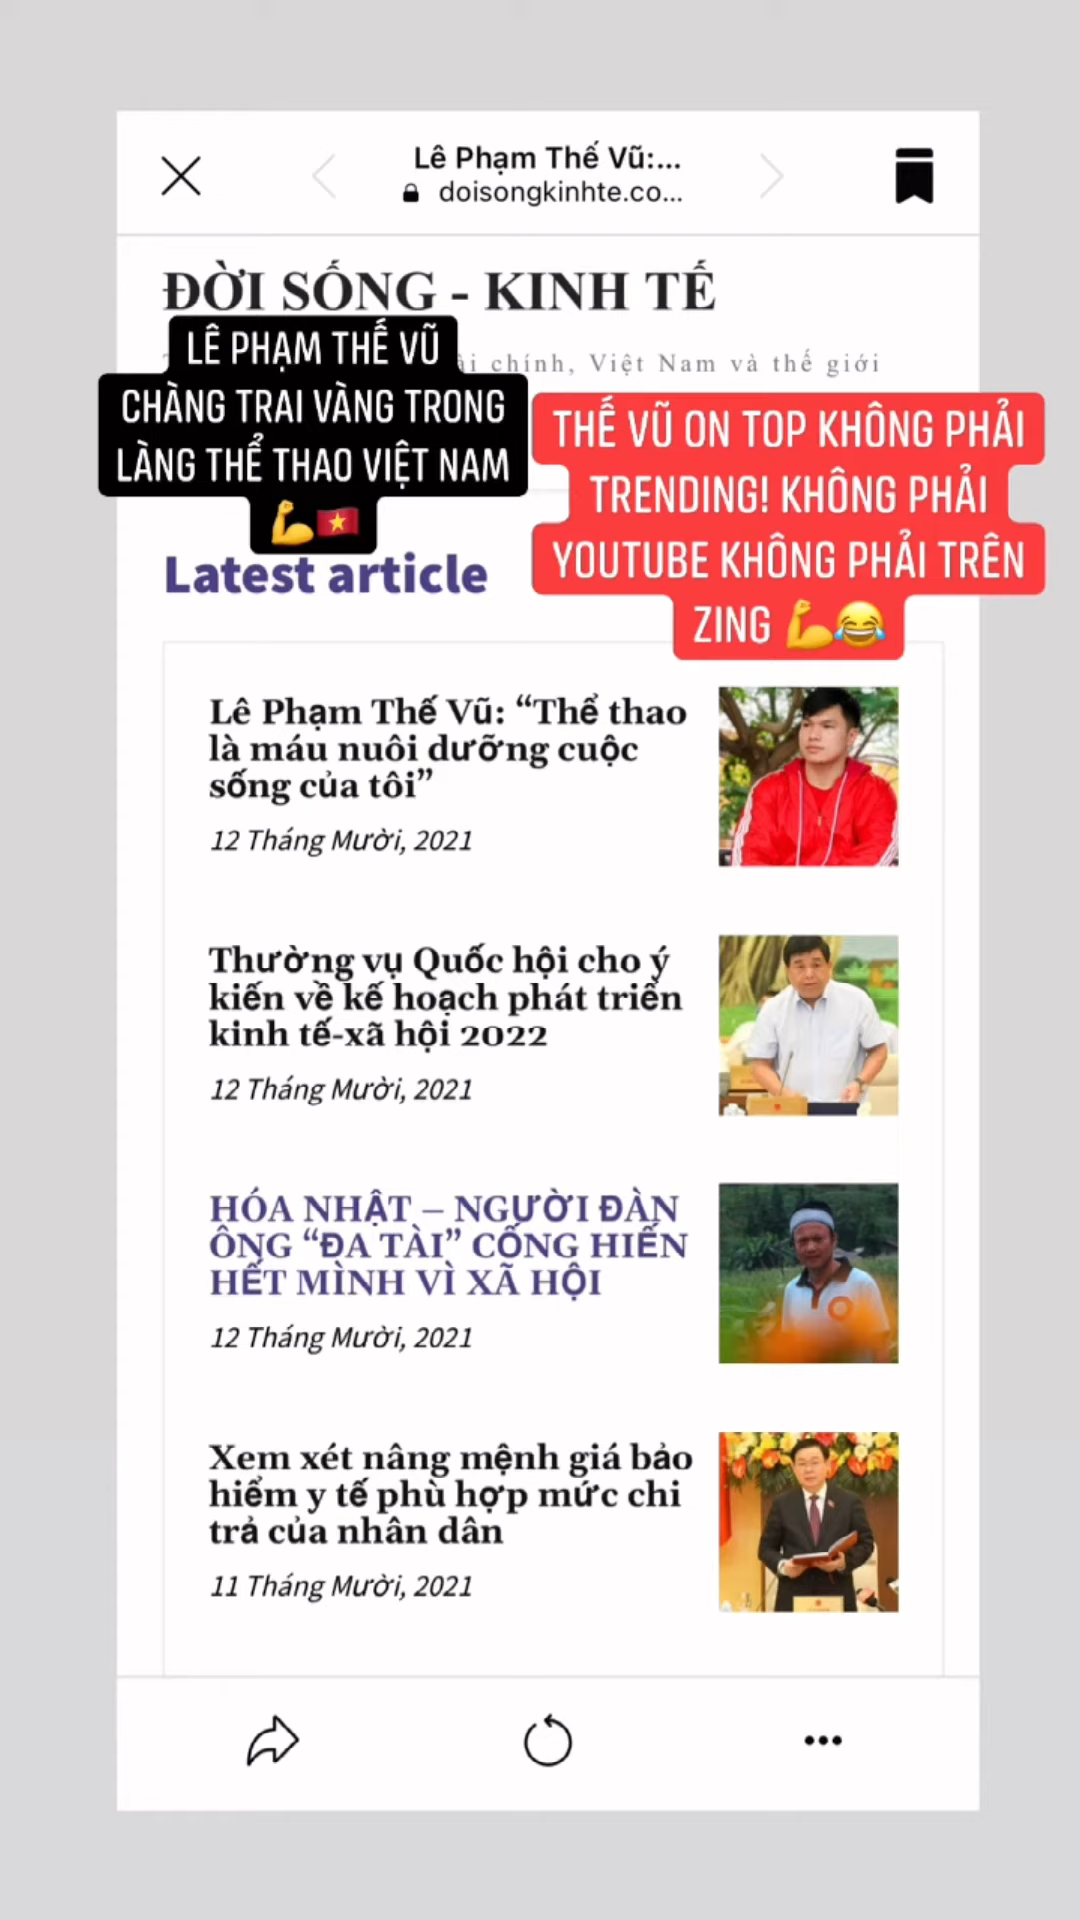 Lê Phạm Thế Vũ:...
doisongkinhte.co...
ĐỜI SỐNG - KINH TẾ
chính, Việt Nam và thế giới
LÊ PHẠM THẾ VŨ
CHÀNG TRAI VÀNG TRONG
LÀNG THỂ THAO VIỆT NAM
💪🇻🇳
THẾ VŨ ON TOP KHÔNG PHẢI
TRENDING! KHÔNG PHẢI
YOUTUBE KHÔNG PHẢI TRÊN
ZING 💪😂
Latest article
Lê Phạm Thế Vũ: “Thể thao
là máu nuôi dưỡng cuộc
sống của tôi”
12 Tháng Mười, 2021
Thường vụ Quốc hội cho ý
kiến về kế hoạch phát triển
kinh tế-xã hội 2022
12 Tháng Mười, 2021
HÓA NHẬT – NGƯỜI ĐÀN
ÔNG “ĐA TÀI” CỐNG HIẾN
HẾT MÌNH VÌ XÃ HỘI
12 Tháng Mười, 2021
Xem xét nâng mệnh giá bảo
hiểm y tế phù hợp mức chi
trả của nhân dân
11 Tháng Mười, 2021